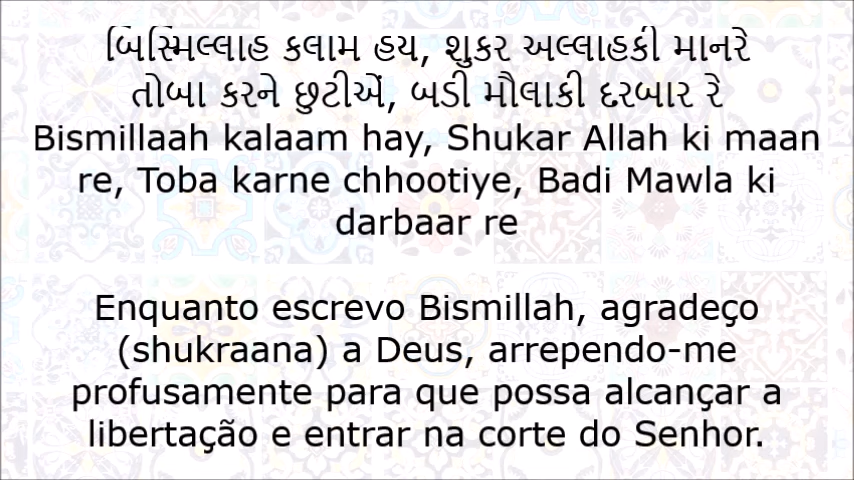 બિસ્મિલ્લાહ કલામ હય, શુકર અલ્લાહકી માનરે
તોબા કરને છુટીએં, બડી મૌલાકી દરબાર રે
Bismillaah kalaam hay, Shukar Allah ki maan
re, Toba karne chhootiye, Badi Mawla ki
darbaar re
Enquanto escrevo Bismillah, agradeço
(shukraana) a Deus, arrependo-me
profusamente para que possa alcançar a
libertação e entrar na corte do Senhor.